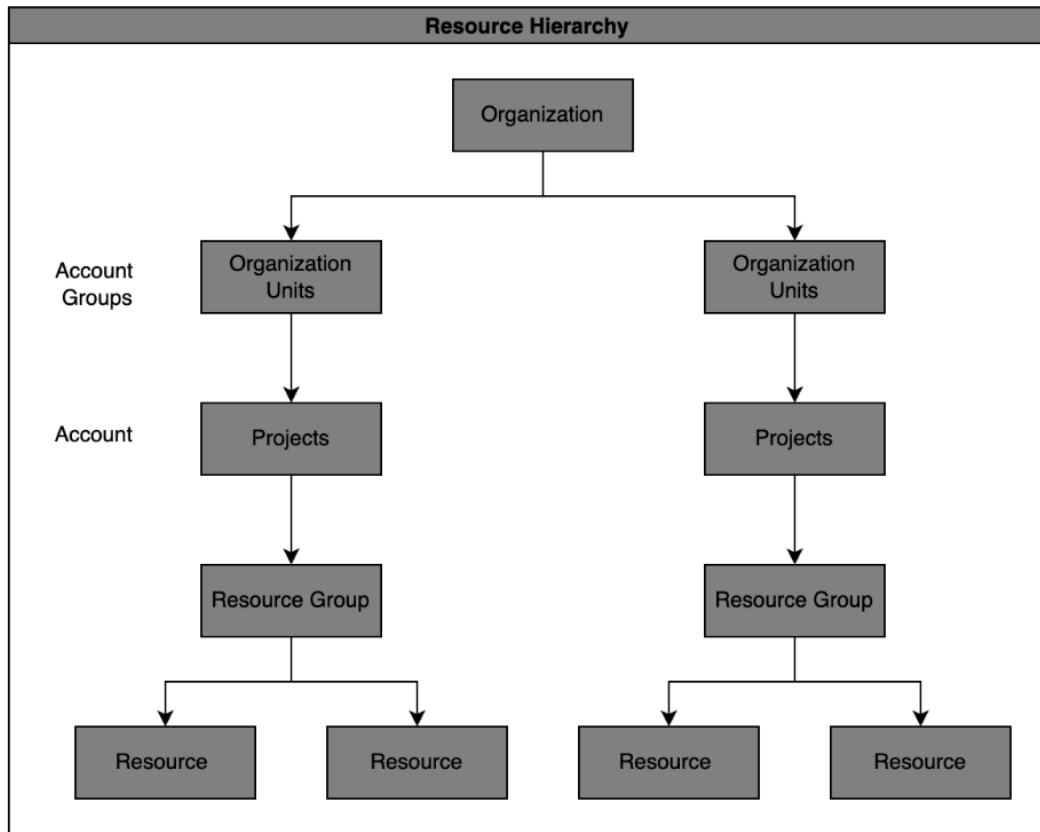 Resource Hierarchy
Organization
Account
Groups
Organization
Units
Organization
Units
Account
Projects
Projects
Resource Group
Resource Group
Resource
Resource
Resource
Resource